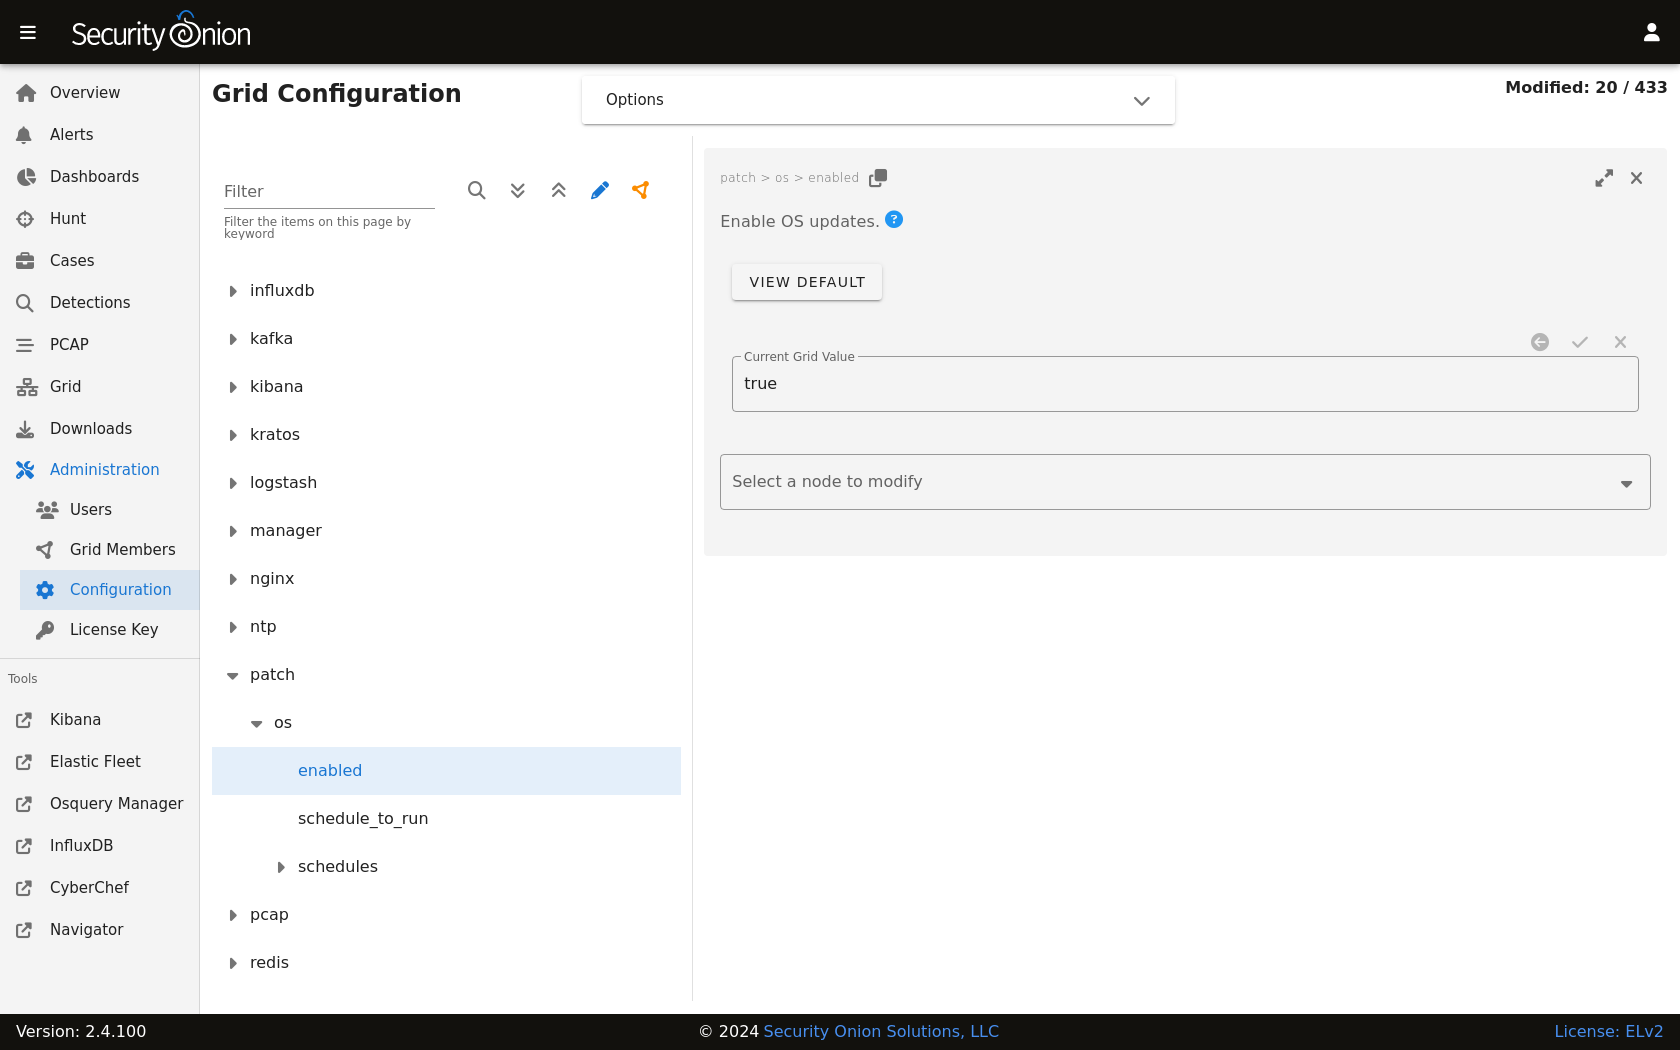 Security Onion
Overview
Alerts
Dashboards
Hunt
Cases
Detections
PCAP
Grid
Downloads
Administration
Users
Grid Members
Configuration
License Key
Tools
Kibana
Elastic Fleet
Osquery Manager
InfluxDB
CyberChef
Navigator
Grid Configuration
Options
Modified: 20 / 433
Filter
Filter the items on this page by
keyword
influxdb
kafka
kibana
kratos
logstash
manager
nginx
ntp
patch
os
enabled
schedule_to_run
schedules
pcap
redis
patch > os > enabled
Enable OS updates. ?
VIEW DEFAULT
Current Grid Value
true
Select a node to modify
Version: 2.4.100
© 2024 Security Onion Solutions, LLC
License: ELv2